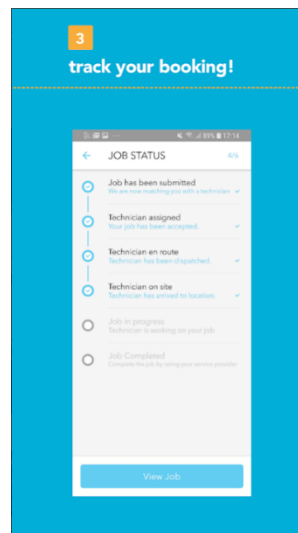 3
track your booking!
89% 17:14
JOB STATUS 4/6
Job has been submitted
We are now matching you with a technician
Technician assigned
Your job has been accepted.
Technician en route
Technician has been dispatched.
Technician on site
Technician has arrived to location.
Job in progress
Technician is working on your job
Job Completed
Complete the job by rating your service provider
View Job